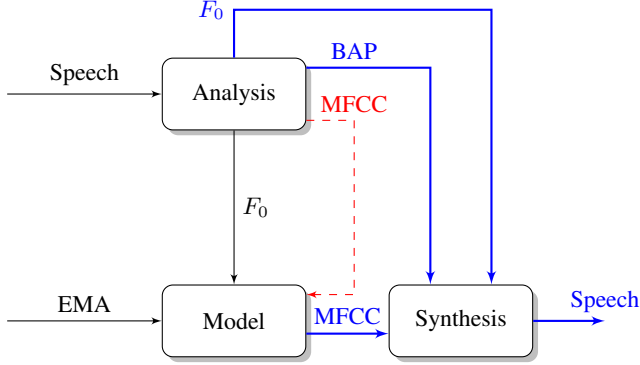 F₀
BAP
Speech
Analysis
MFCC
F₀
EMA
Model
MFCC
Synthesis
Speech